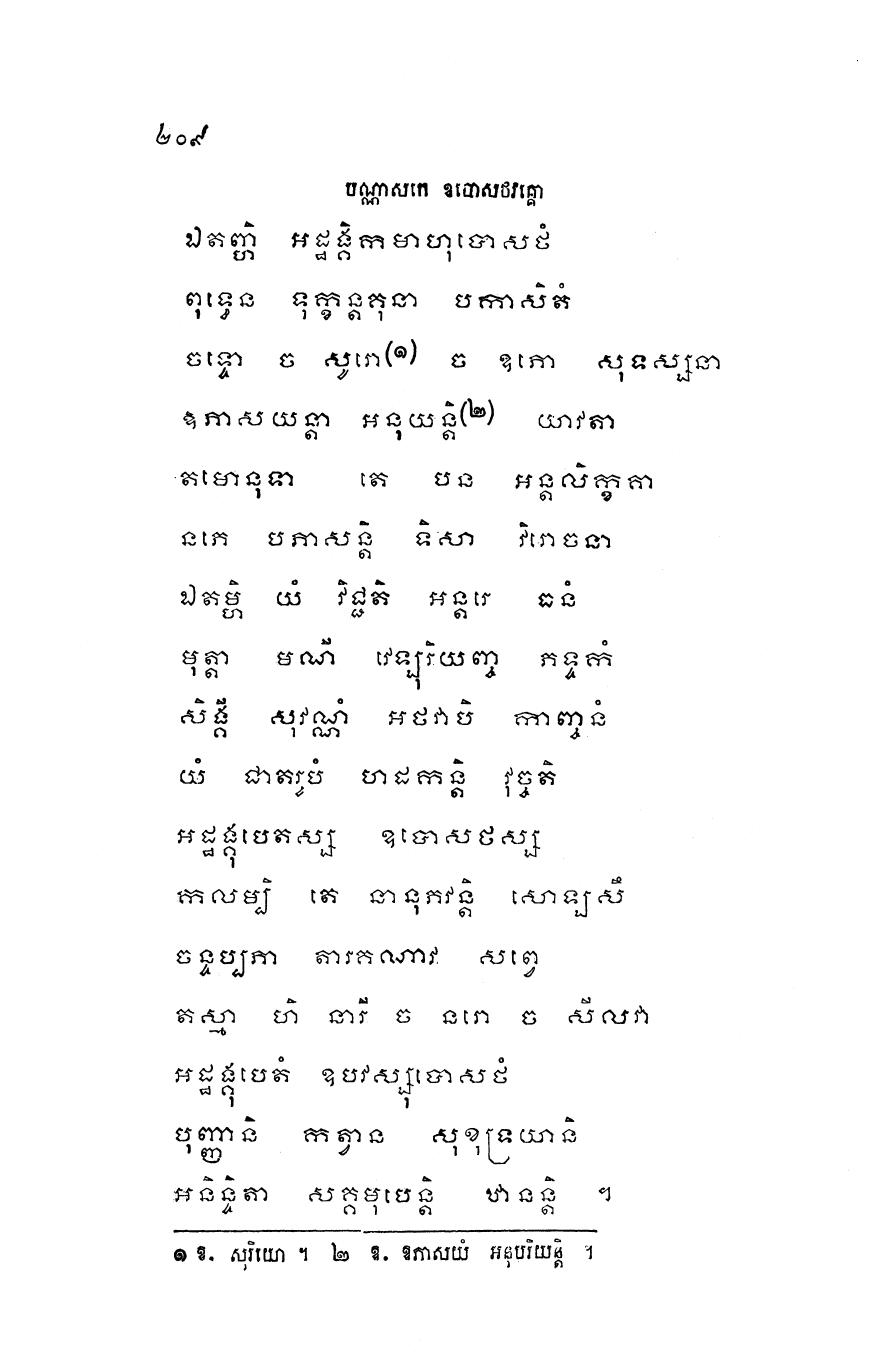 ២០៩
បណ្ណាសកេ ឧបោសថវគ្គោ
ឯតញ្ហិ អដ្ឋង្គិកមាហុបោសថំ
ពុទ្ធេន ទុក្ខន្តគុនា បកាសិតំ
ចន្ទោ ច សូរោ(១) ច ឧភោ សុទស្សនា
ឱភាសយន្តា អនុយន្តិ(២) យាវតា
តមោនុទា តេ បន អន្តលិក្ខគា
នភេ បភាសន្តិ ទិសា វិរោចនា
ឯតម្ហិ យំ វិជ្ជតិ អន្តរេ ធនំ
មុត្តា មណី វេឡុរិយញ្ច ភទ្ទកំ
សិង្គី សុវណ្ណំ អថវាបិ កាញ្ចនំ
យំ ជាតរូបំ ហដកន្តិ វុច្ចតិ
អដ្ឋង្គុបេតស្ស ឧបោសថស្ស
កលម្បិ តេ នានុភវន្តិ សោឡសឹ
ចន្ទប្បភា តារកណាវ សព្វេ
តស្មា ហិ នារី ច នរោ ច សីលវា
អដ្ឋង្គុបេតំ ឧបវស្សុបោសថំ
បុញ្ញានិ កត្វាន សុខុទ្រយានិ
អនិន្ទិតា សគ្គមុបេន្តិ ឋានន្តិ ។
១ ឱ. សុរិយោ ។ ២ ឱ. ឱភាសយំ អនុបរិយន្តិ ។